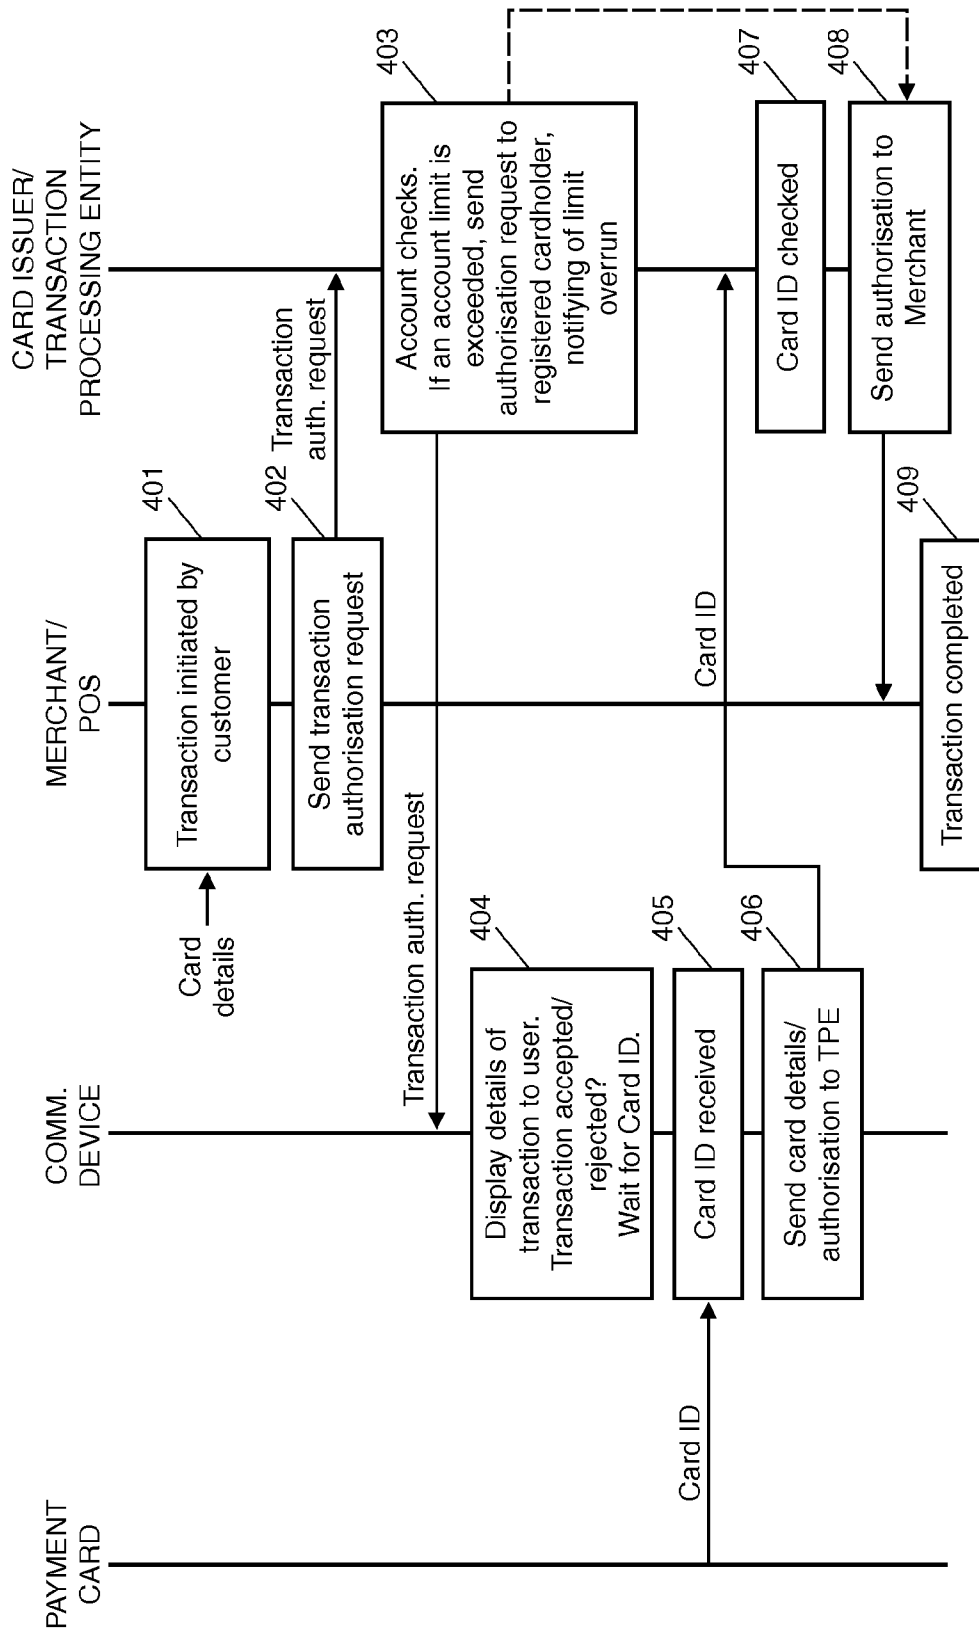 PAYMENT
CARD
COMM.
DEVICE
MERCHANT/
POS
CARD ISSUER/
TRANSACTION
PROCESSING ENTITY
Card
details
Transaction initiated by
customer
401
Send transaction
authorisation request
402
Transaction
auth. request
Account checks.
If an account limit is
exceeded, send
authorisation request to
registered cardholder,
notifying of limit
overrun
403
Transaction auth. request
Display details of
transaction to user.
Transaction accepted/
rejected?
Wait for Card ID.
404
Card ID
Card ID received
405
Send card details/
authorisation to TPE
406
Card ID
Card ID checked
407
Send authorisation to
Merchant
408
Transaction completed
409